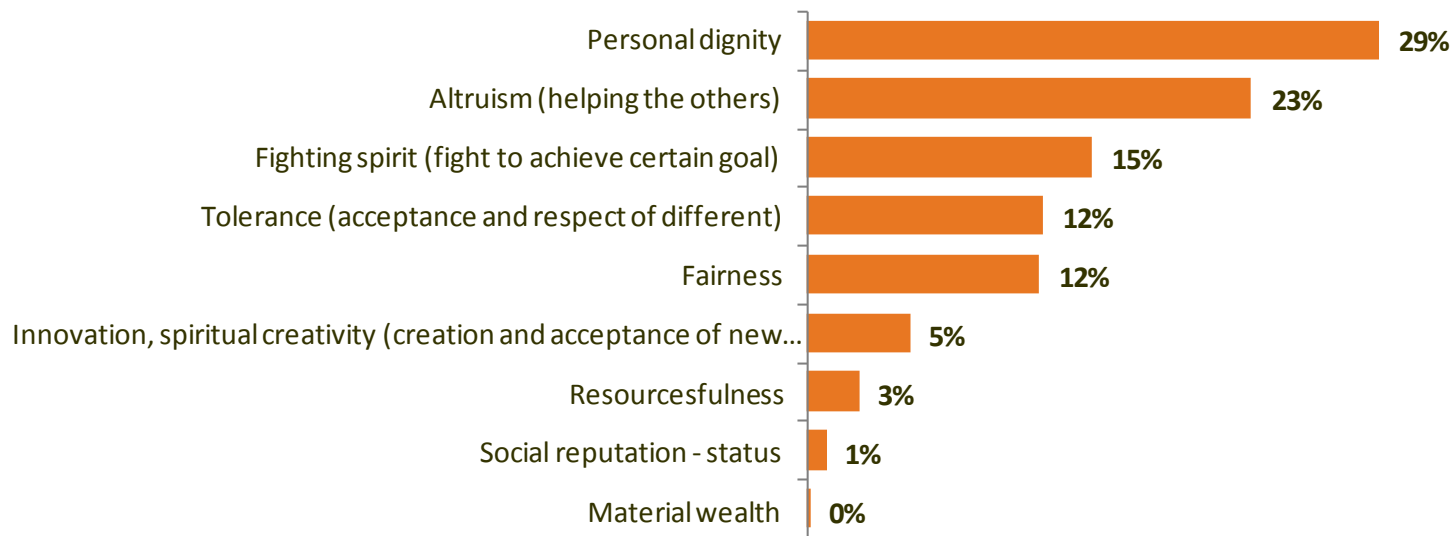 Personal dignity 29%
Altruism (helping the others) 23%
Fighting spirit (fight to achieve certain goal) 15%
Tolerance (acceptance and respect of different) 12%
Fairness 12%
Innovation, spiritual creativity (creation and acceptance of new... 5%
Resourcesfulness 3%
Social reputation - status 1%
Material wealth 0%